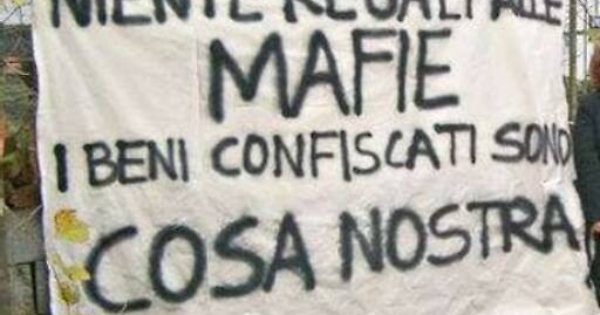 NIENTE REGALI ALLE
MAFIE
I BENI CONFISCATI SONO
COSA NOSTRA